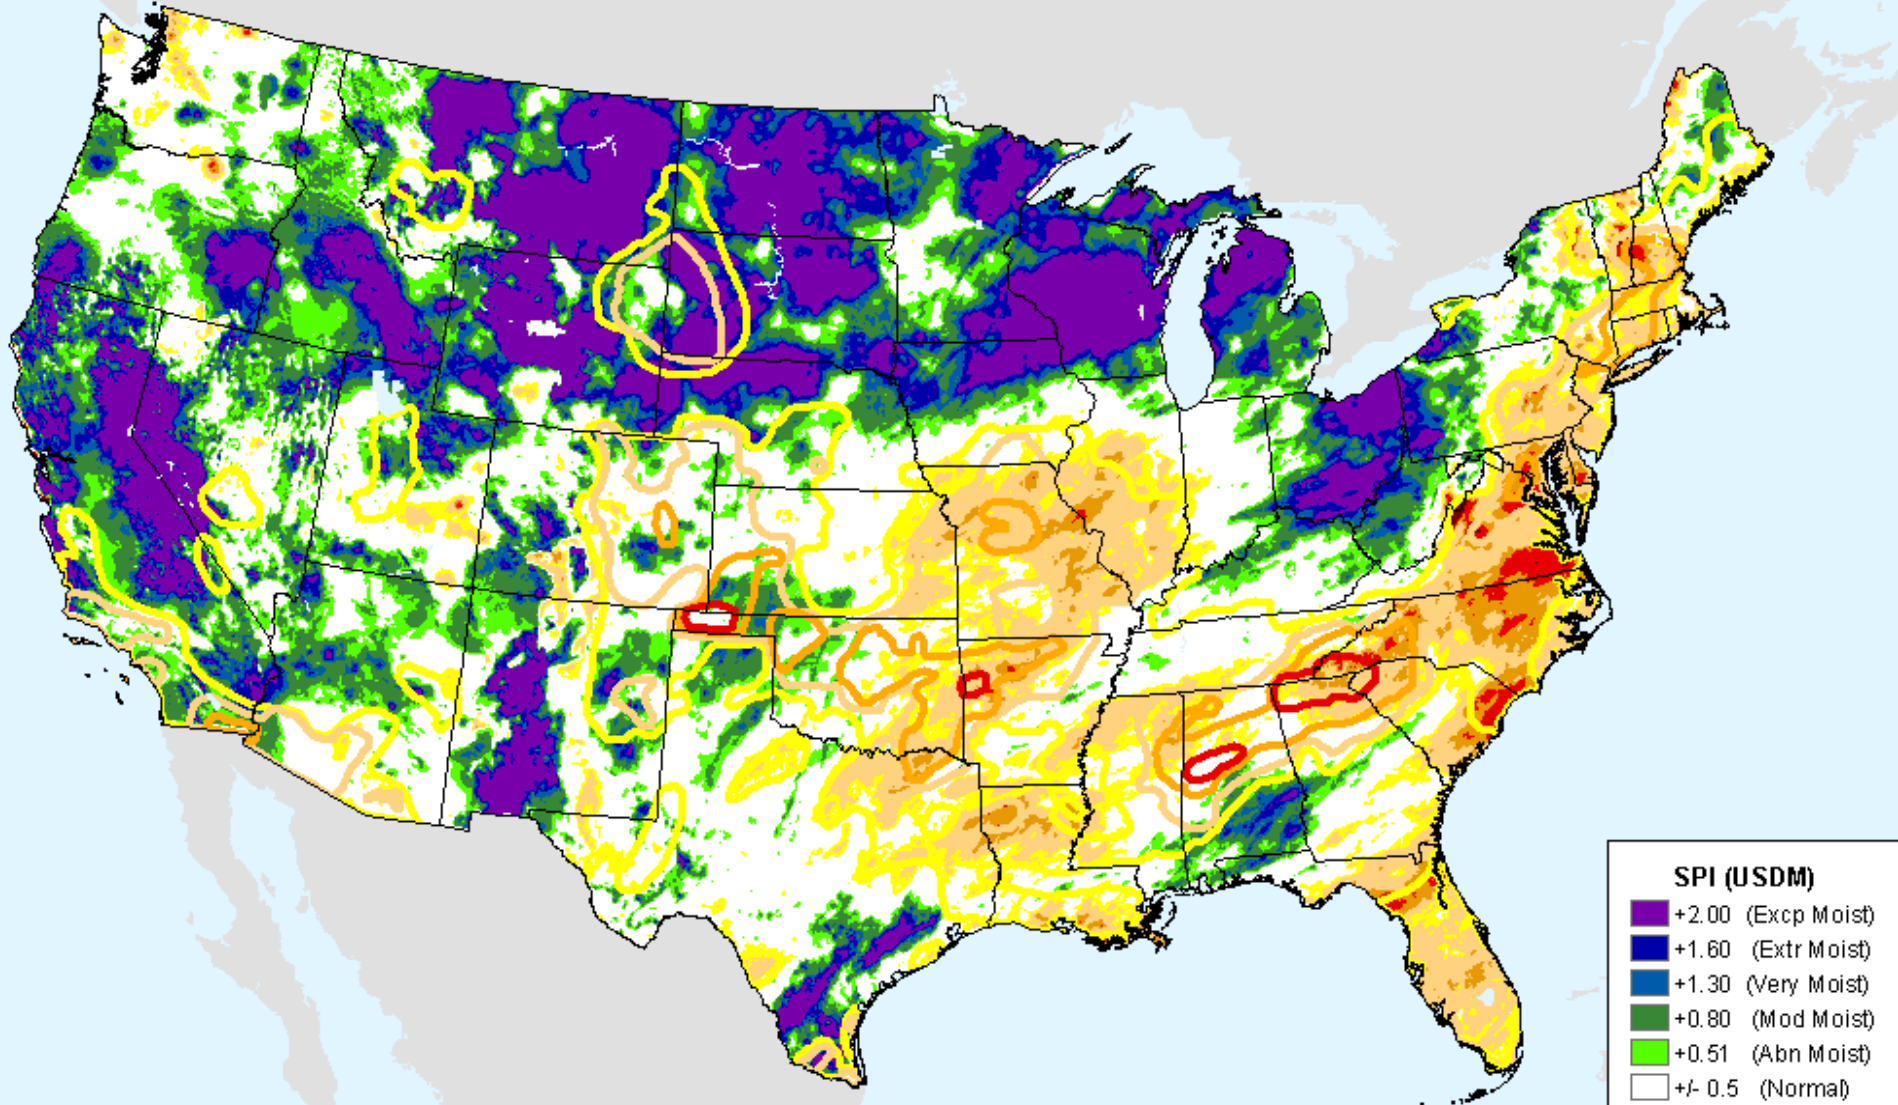 SPI (USDM)
+2.00 (Excp Moist)
+1.60 (Extr Moist)
+1.30 (Very Moist)
+0.80 (Mod Moist)
+0.51 (Abn Moist)
+/- 0.5 (Normal)